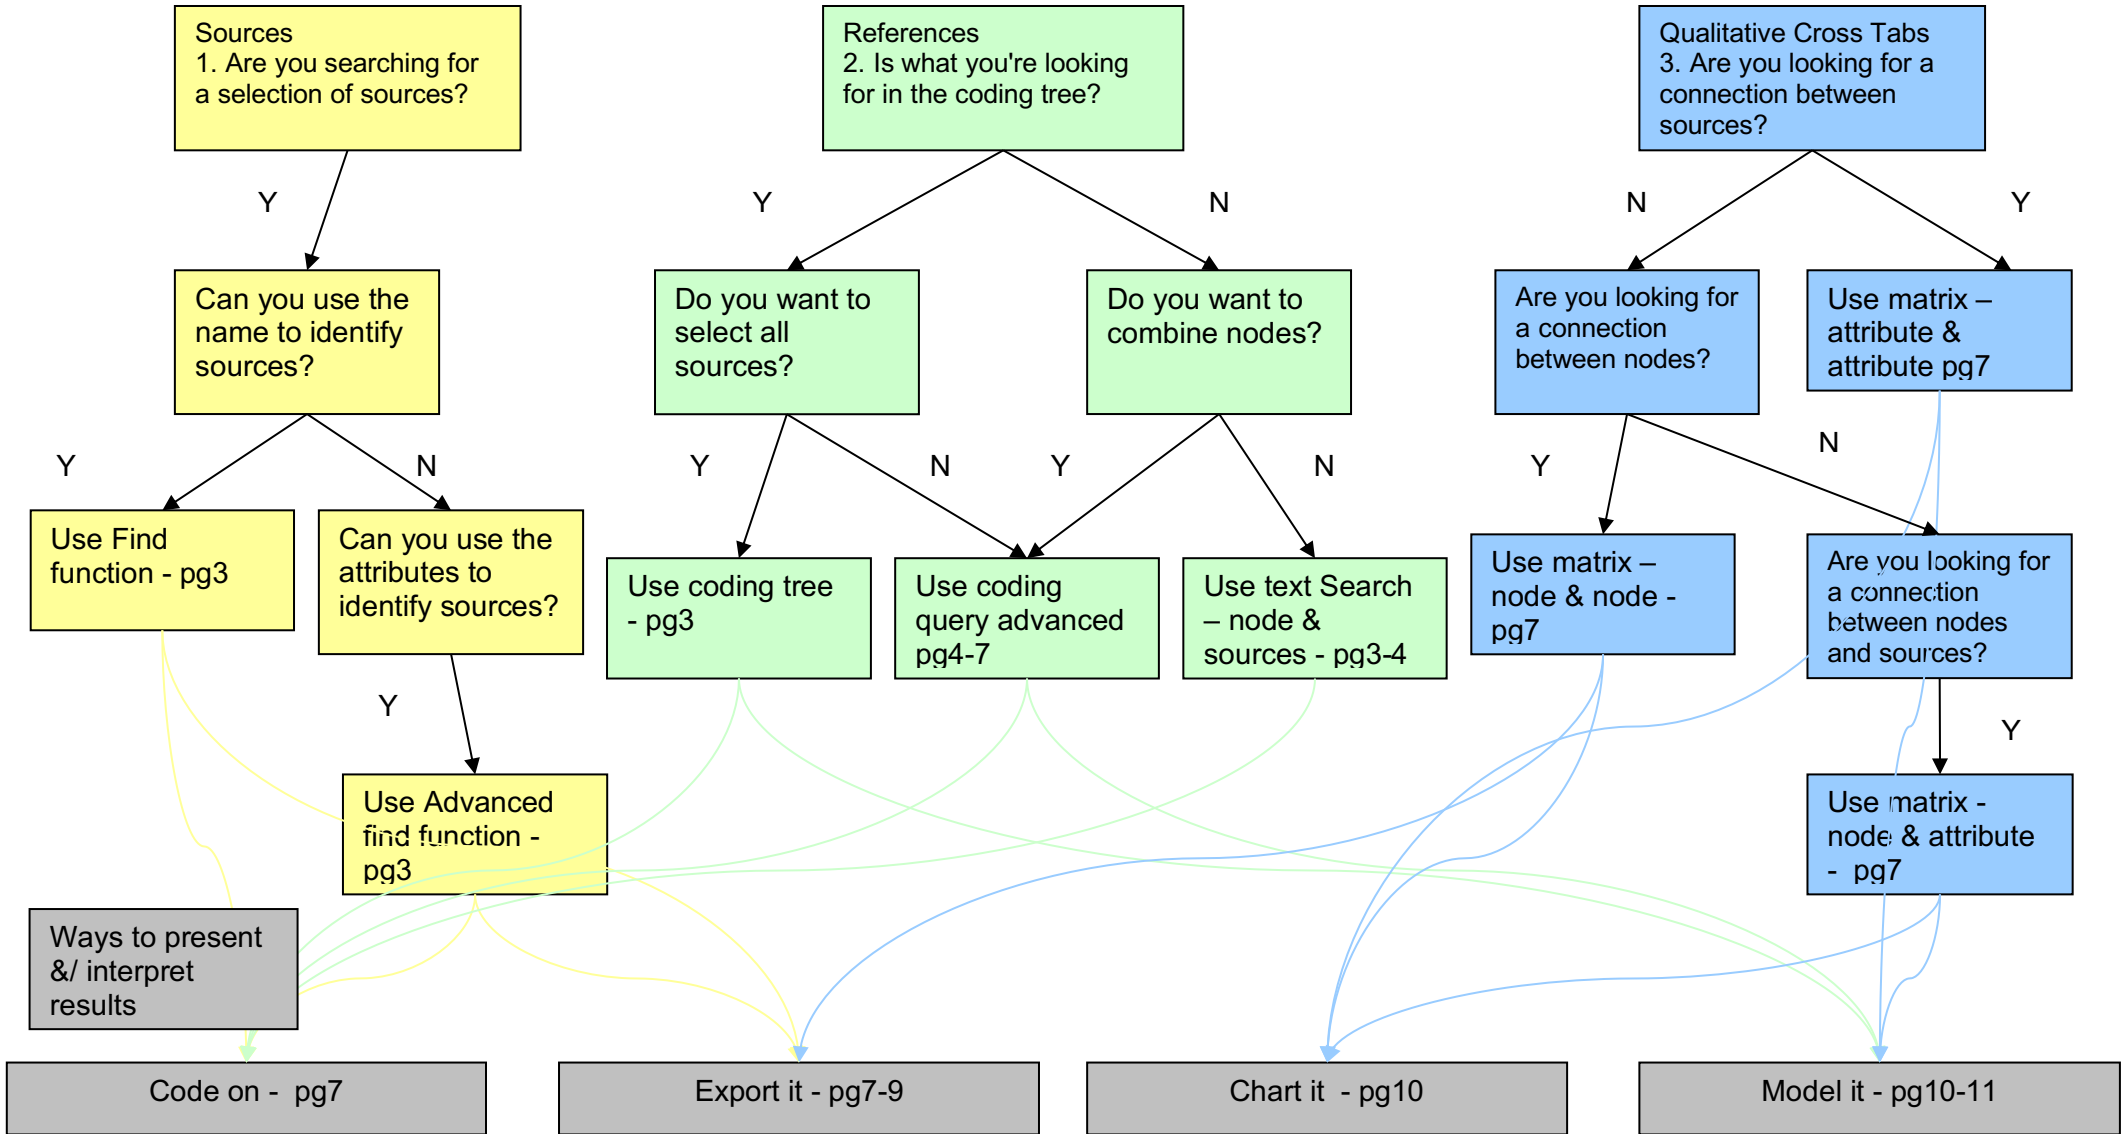 Sources
1. Are you searching for
a selection of sources?
References
2. Is what you're looking
for in the coding tree?
Qualitative Cross Tabs
3. Are you looking for a
connection between
sources?
Y
Y
N
N
Y
Can you use the
name to identify
sources?
Do you want to
select all
sources?
Do you want to
combine nodes?
Are you looking for
a connection
between nodes?
Use matrix –
attribute &
attribute pg7
Y
N
Y
N
Y
N
Y
N
Use Find
function - pg3
Can you use the
attributes to
identify sources?
Use coding tree
- pg3
Use coding
query advanced
pg4-7
Use text Search
– node &
sources - pg3-4
Use matrix –
node & node -
pg7
Are you looking for
a connection
between nodes
and sources?
Y
Y
Use Advanced
find function -
pg3
Use matrix -
node & attribute
- pg7
Ways to present
&/ interpret
results
Code on - pg7
Export it - pg7-9
Chart it - pg10
Model it - pg10-11